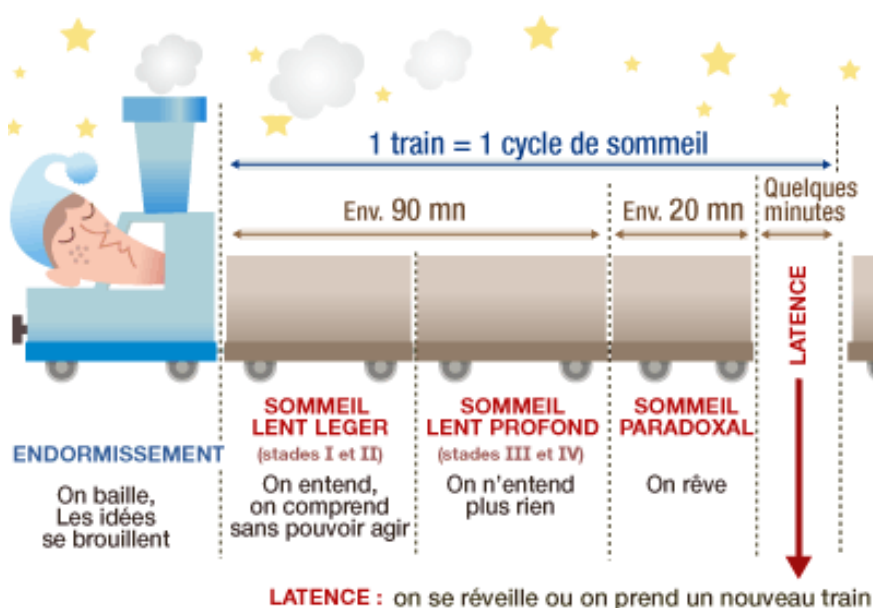 1 train = 1 cycle de sommeil
Env. 90 mn
Env. 20 mn
Quelques
minutes
LATENCE
ENDORMISSEMENT
On baille,
Les idées
se brouillent
SOMMEIL
LENT LEGER
(stades I et II)
On entend,
on comprend
sans pouvoir agir
SOMMEIL
LENT PROFOND
(stades III et IV)
On n'entend
plus rien
SOMMEIL
PARADOXAL
On rêve
LATENCE : on se réveille ou on prend un nouveau train